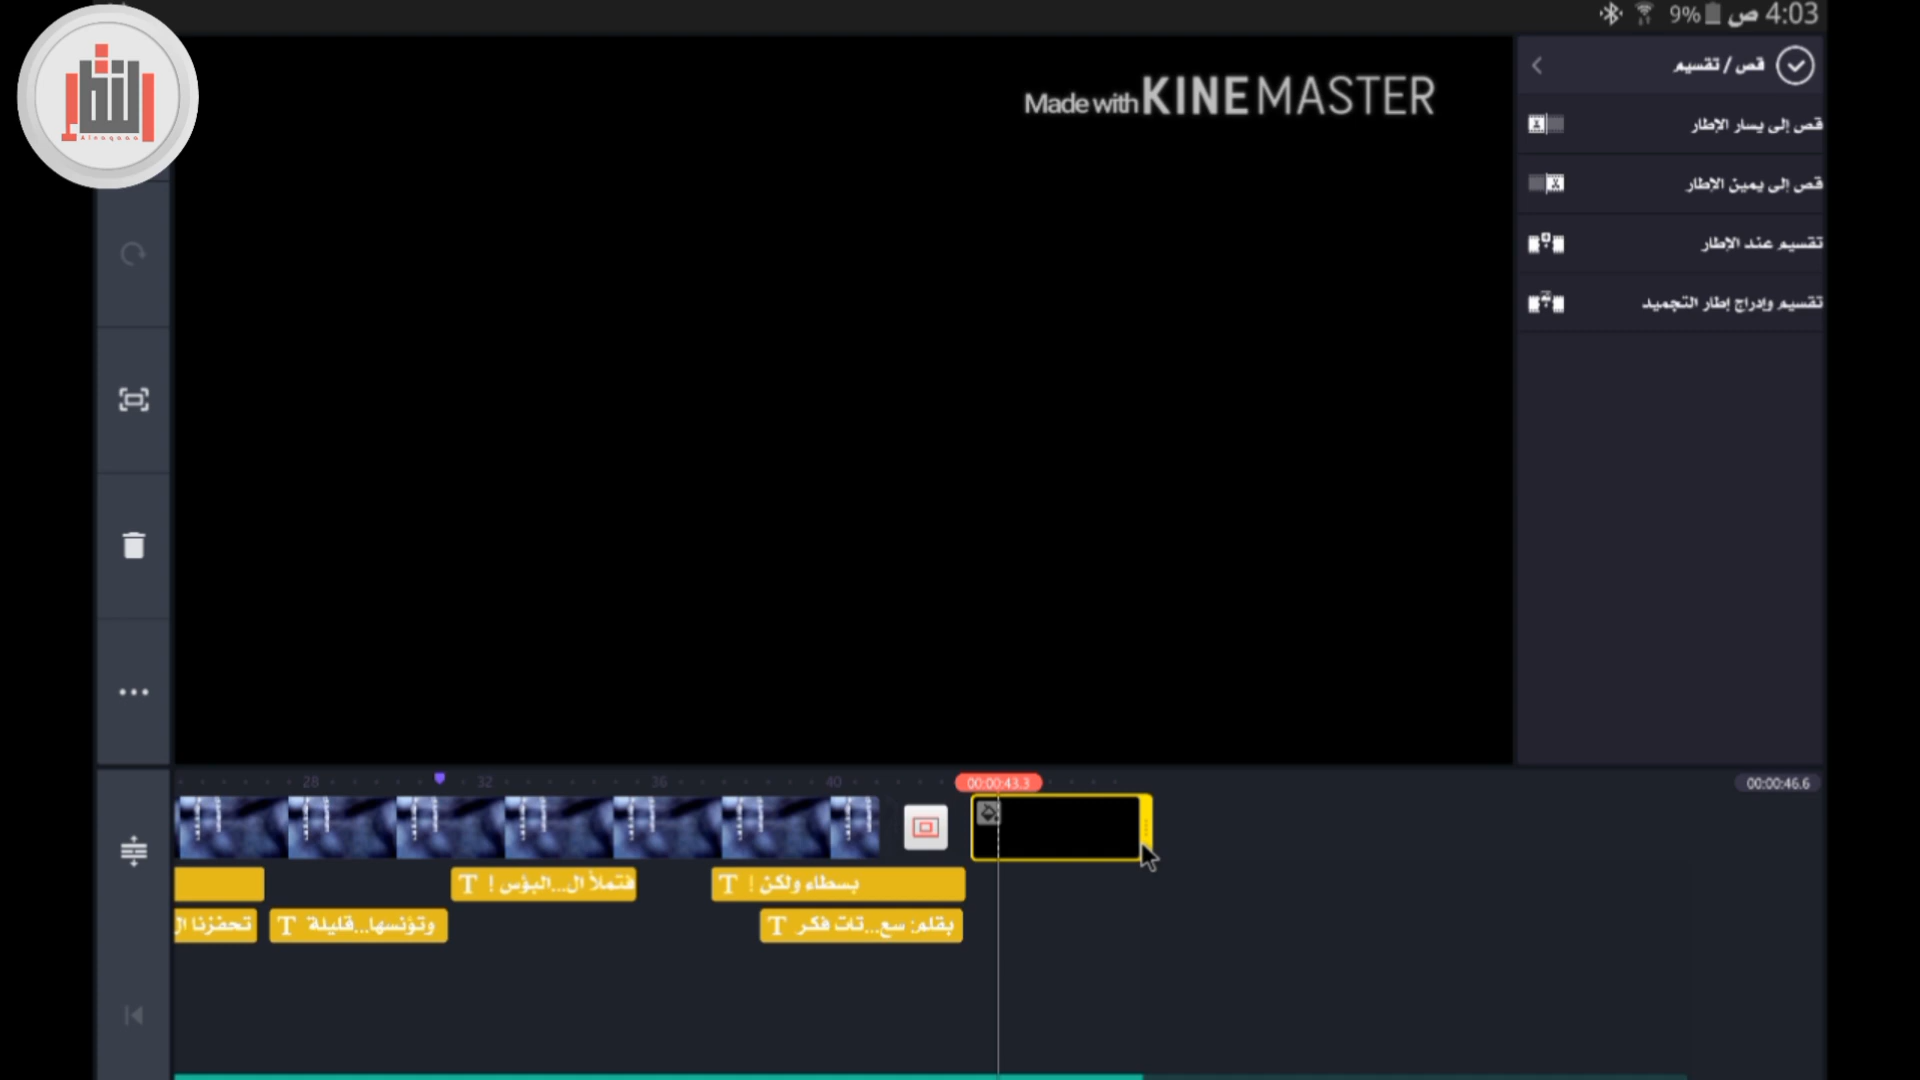 4:03 ص 9%
Alnaqaaa
Made with KINEMASTER
قص / تقسيم
قص إلى يسار الإطار
قص إلى يمين الإطار
تقسيم عند الإطار
تقسيم وإدراج إطار التجميد
28 32 36 40
00:00:43.3
00:00:46.6
فتملأ ال...البؤس !
بسطاء ولكن !
تحفزنا ال
وتؤنسها...قليلة
بقلم: سع...تات فكر